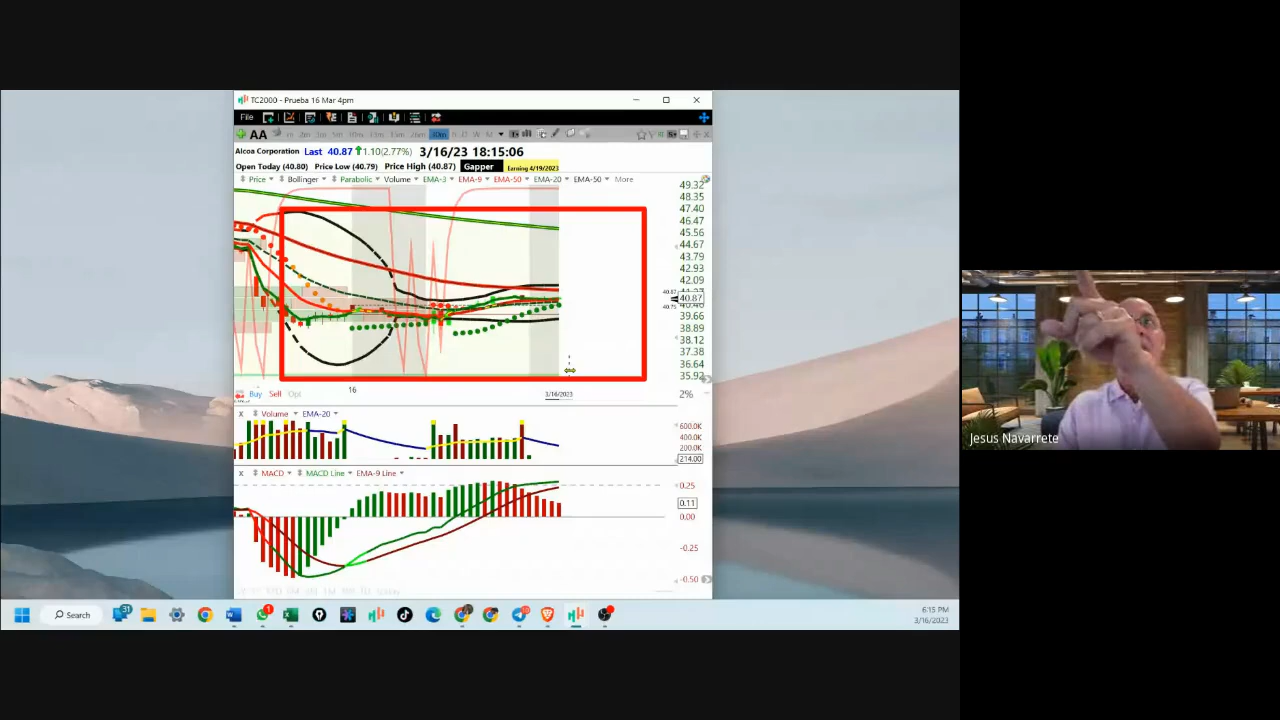 TC2000 - Prueba 16 Mar 4pm
File
AA
Alcoa Corporation Last 40.87 1.10(2.77%) 3/16/23 18:15:06
Open Today (40.80) Price Low (40.79) Price High (40.87) Gapper Earning 4/19/2023
Price Bollinger Parabolic Volume EMA-3 EMA-9 EMA-50 EMA-20 EMA-50 More
49.32
48.35
47.40
46.47
45.56
44.67
43.79
42.93
42.09
40.87
39.66
38.89
38.12
37.38
36.64
35.92
16
3/16/2023
Buy Sell Opt
2%
X Volume EMA-20
600.0K
400.0K
200.0K
214.00
X MACD MACD Line EMA-9 Line
0.25
0.11
0.00
-0.25
-0.50
Search
31
1
6:15 PM
3/16/2023
Jesus Navarrete